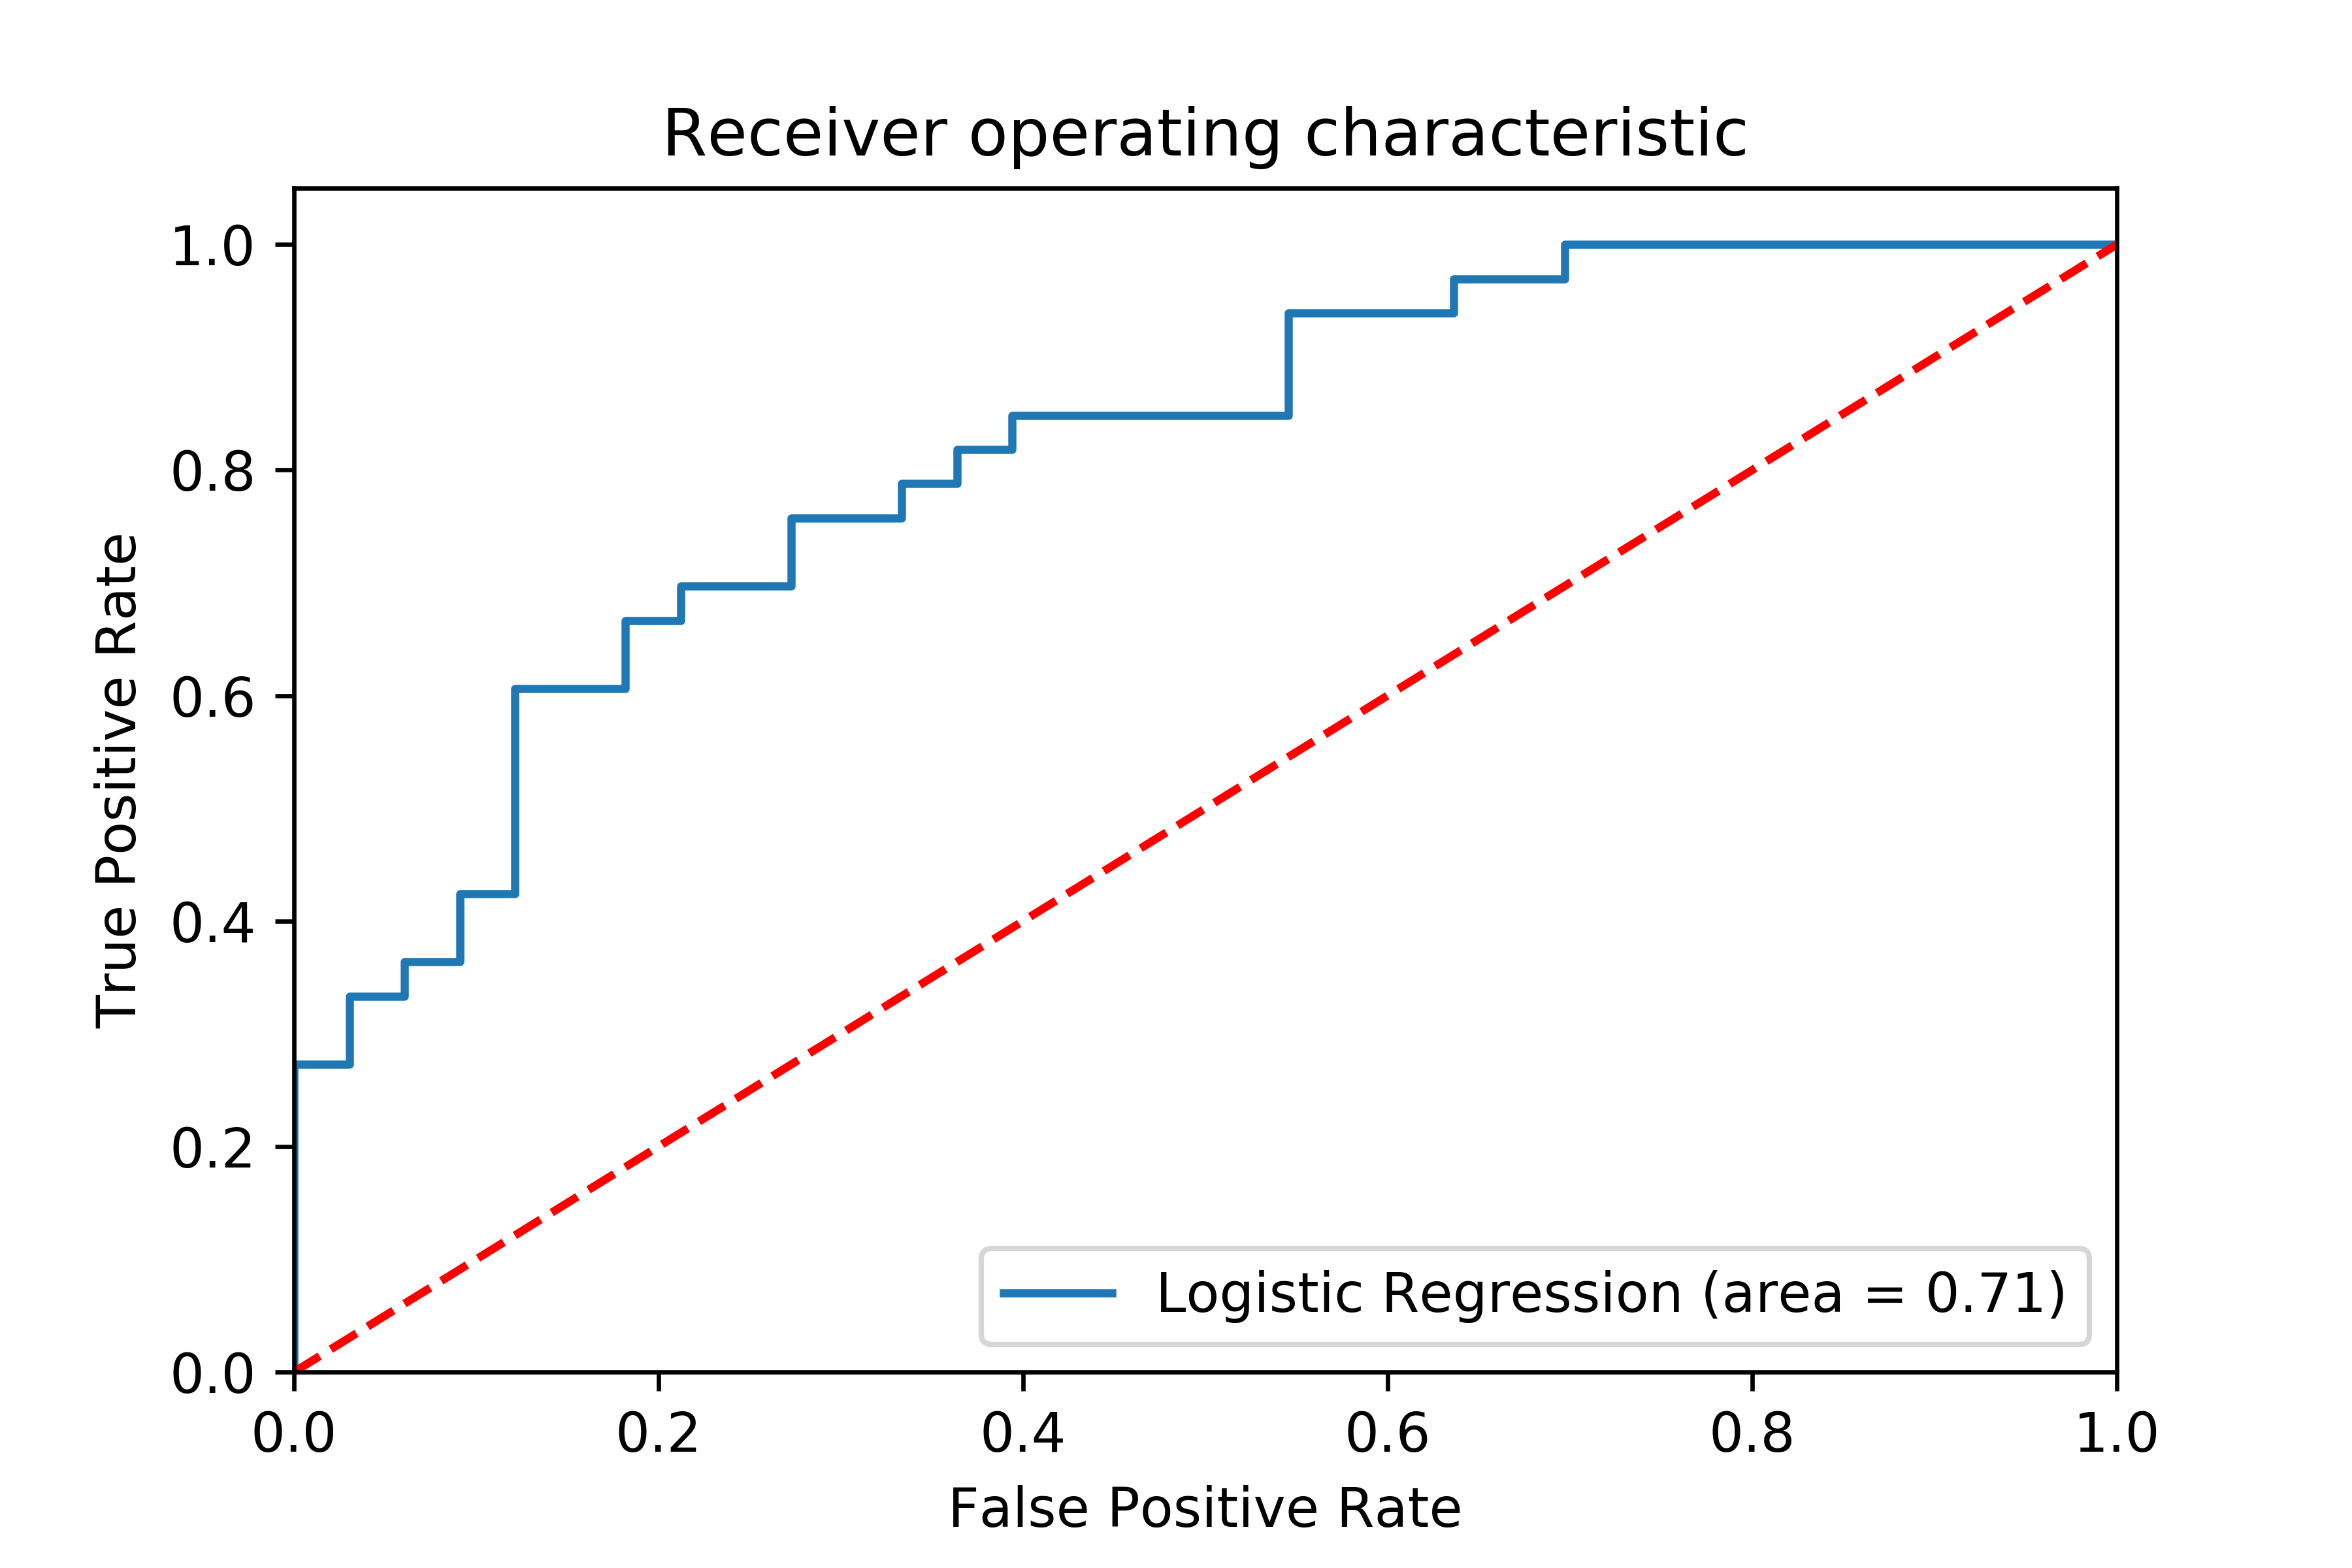 Receiver operating characteristic
1.0
0.8
0.6
0.4
0.2
0.0
True Positive Rate
Logistic Regression (area = 0.71)
0.0 0.2 0.4 0.6 0.8 1.0
False Positive Rate